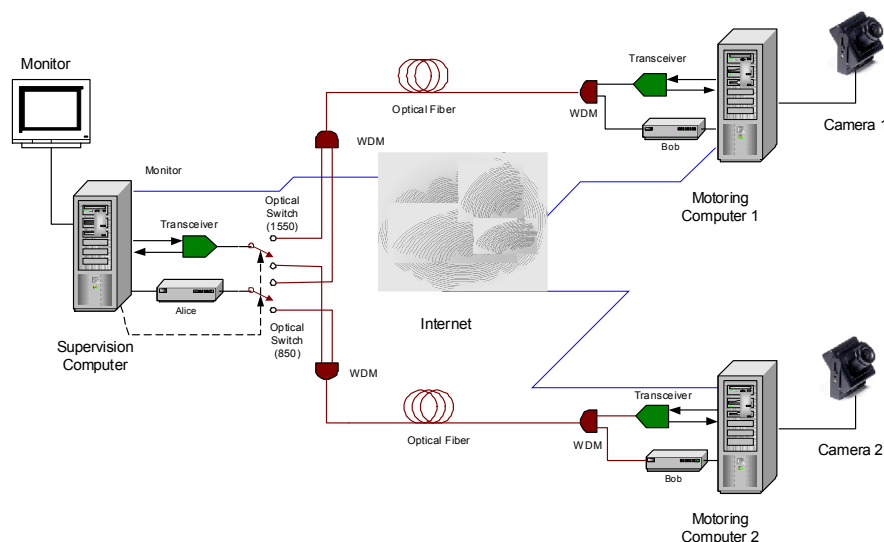 Monitor
Monitor
Transceiver
Optical
Switch
(1550)
Alice
Optical
Switch
(850)
Supervision
Computer
WDM
Optical Fiber
WDM
Transceiver
Bob
Camera 1
Motoring
Computer 1
Internet
WDM
Optical Fiber
WDM
Transceiver
Bob
Camera 2
Motoring
Computer 2